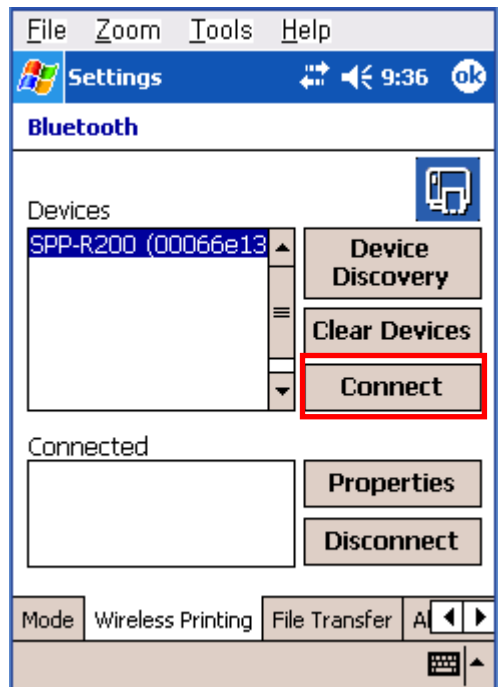 File Zoom Tools Help
Settings 9:36 ok
Bluetooth
Devices
SPP-R200 (00066e13
Device
Discovery
Clear Devices
Connect
Connected
Properties
Disconnect
Mode Wireless Printing File Transfer